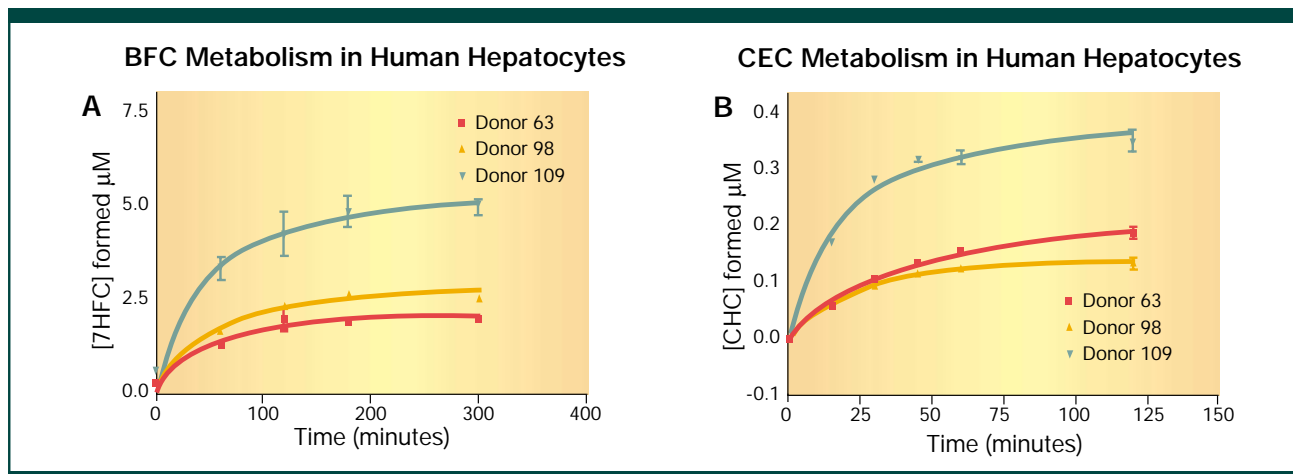 BFC Metabolism in Human Hepatocytes
A
7.5
5.0
2.5
0.0
[7HFC] formed µM
Donor 63
Donor 98
Donor 109
0
100
200
300
400
Time (minutes)
CEC Metabolism in Human Hepatocytes
B
0.4
0.3
0.2
0.1
0.0
-0.1
[CHC] formed µM
Donor 63
Donor 98
Donor 109
0
25
50
75
100
125
150
Time (minutes)